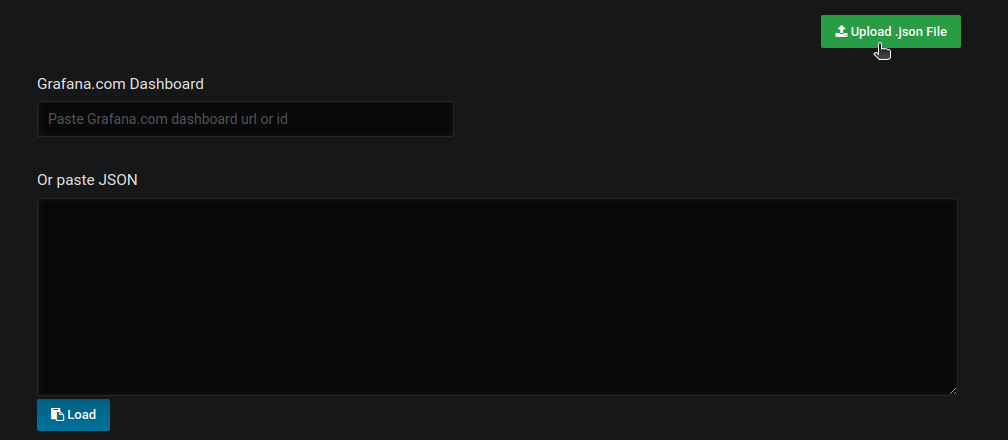 Upload .json File
Grafana.com Dashboard
Paste Grafana.com dashboard url or id
Or paste JSON
Load